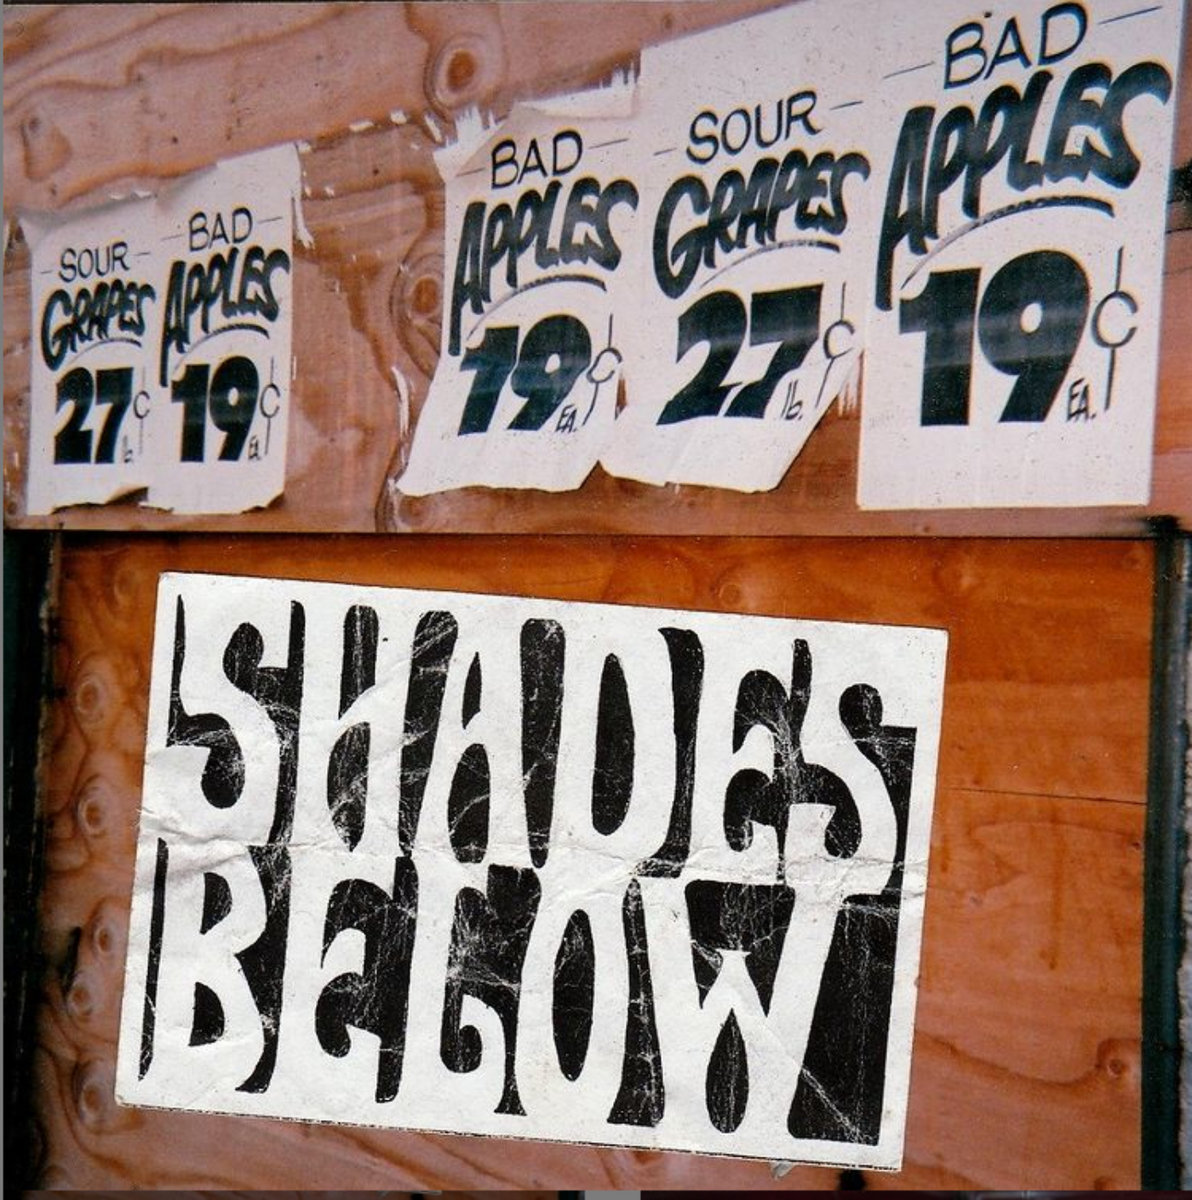 SOUR
GRAPES
27¢
lb.
BAD
APPLES
19¢
EA.
BAD
APPLES
19¢
EA.
SOUR
GRAPES
27¢
lb.
BAD
APPLES
19¢
EA.
SHADES
BELOW